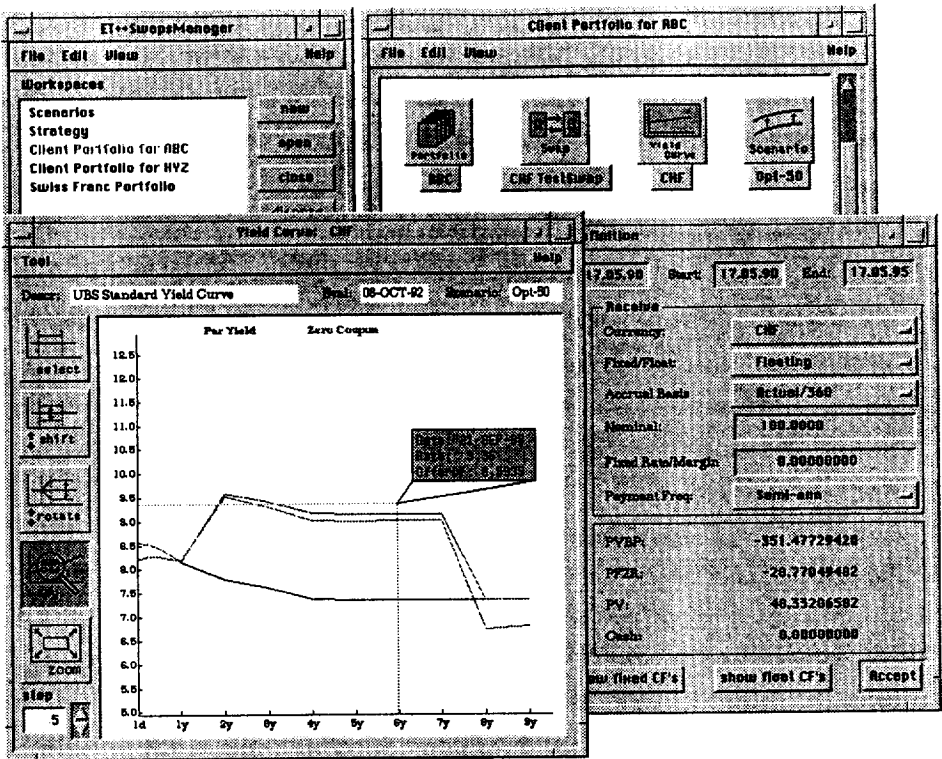 ET++SwapsManager
File Edit View Help
Workspaces
Scenarios
Strategy
Client Portfolio for ABC
Client Portfolio for XYZ
Swiss Franc Portfolio
new
open
close
Client Portfolio for ABC
File Edit View Help
Portfolio
ABC
Swap
CHF TestSwap
Yield Curve
CHF
Scenario
Opt-50
Yield Curve: CHF
Tool Help
Descr: UBS Standard Yield Curve Eval: 08-OCT-92 Scenario: Opt-50
select
shift
rotate
zoom
step
5
Par Yield Zero Coupon
12.5
12.0
11.5
11.0
10.5
10.0
9.5
9.0
8.5
8.0
7.5
7.0
6.5
6.0
5.5
5.0
1d 1y 2y 3y 4y 5y 6y 7y 8y 9y
17.05.90 Start: 17.05.90 End: 17.05.95
Receive
Currency: CHF
Fixed/Float: Floating
Accrual Basis Actual/360
Nominal: 100.0000
Fixed Rate/Margin 0.00000000
Payment Freq: Semi-ann
PVBP: -351.47729428
PF2R:
PV:
Cash: 0.00000000
fixed CF's show float CF's Accept